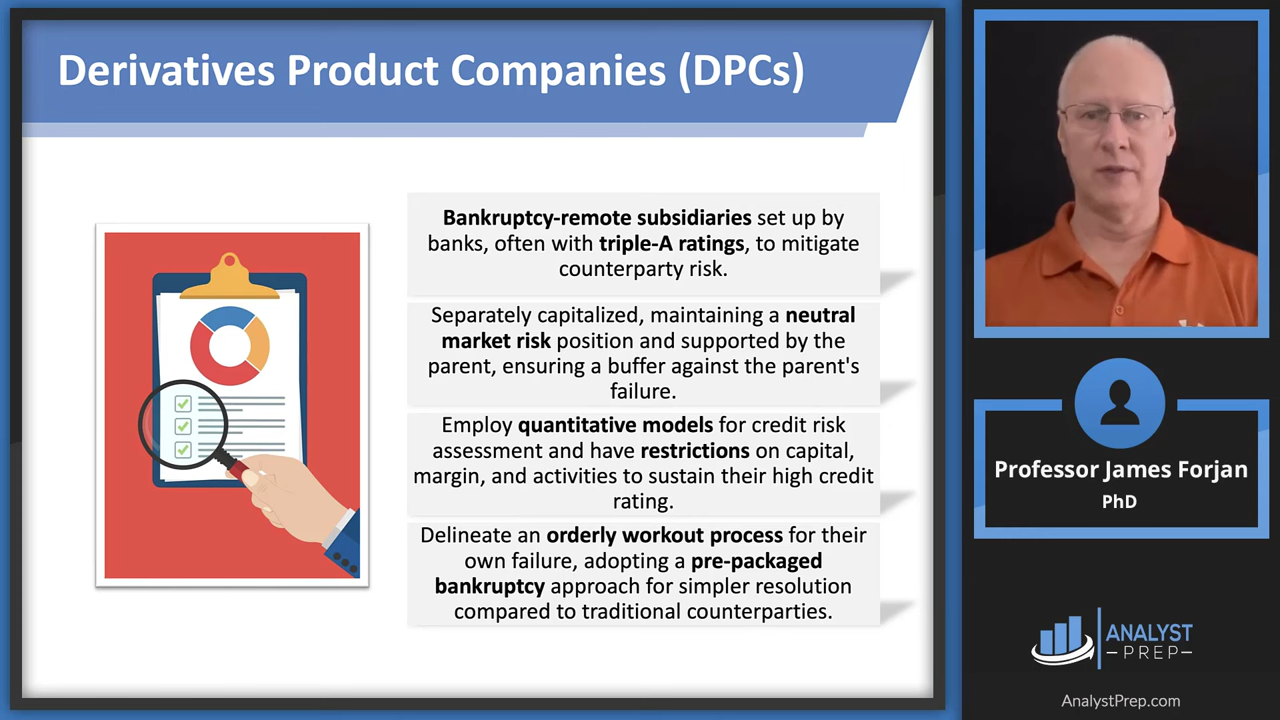 Derivatives Product Companies (DPCs)
Bankruptcy-remote subsidiaries set up by
banks, often with triple-A ratings, to mitigate
counterparty risk.
Separately capitalized, maintaining a neutral
market risk position and supported by the
parent, ensuring a buffer against the parent's
failure.
Employ quantitative models for credit risk
assessment and have restrictions on capital,
margin, and activities to sustain their high credit
rating.
Delineate an orderly workout process for their
own failure, adopting a pre-packaged
bankruptcy approach for simpler resolution
compared to traditional counterparties.
Professor James Forjan
PhD
ANALYST
PREP
AnalystPrep.com